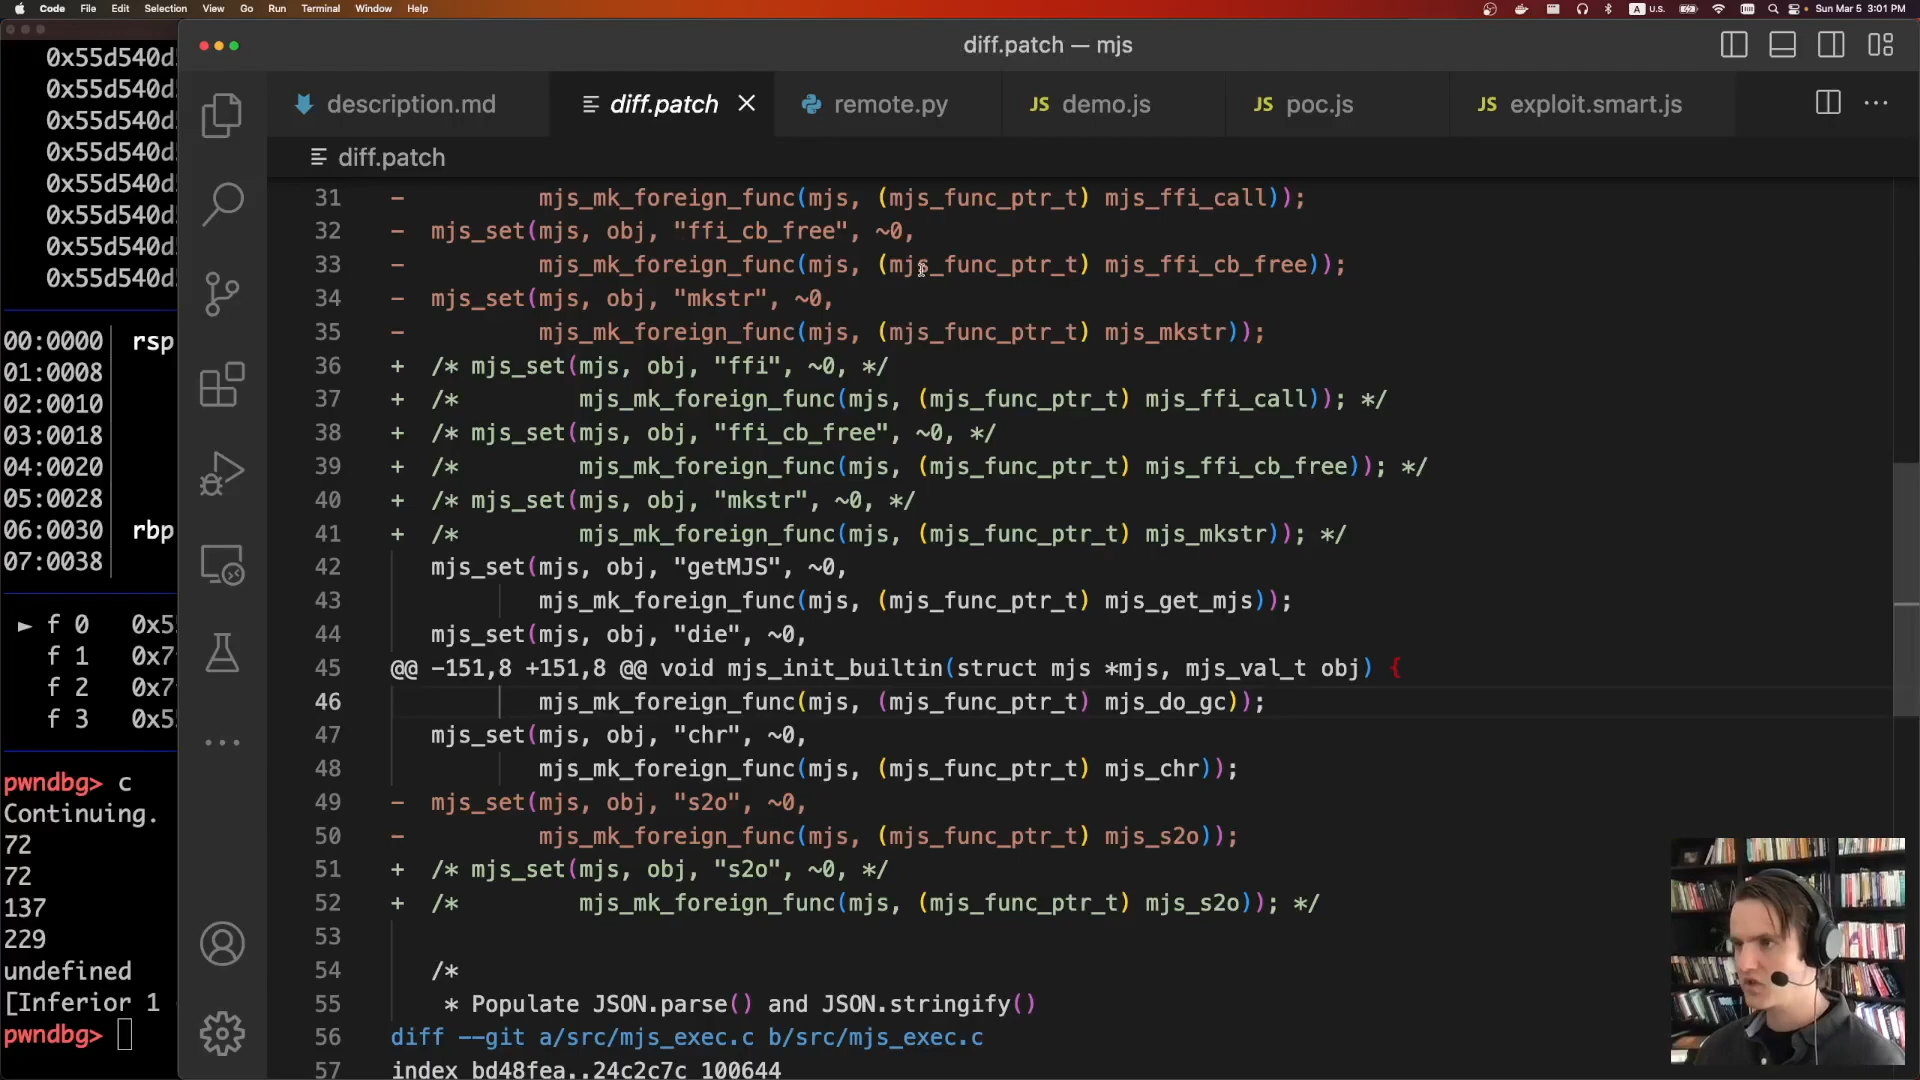 Code File Edit Selection View Go Run Terminal Window Help
U.S. Sun Mar 5 3:01 PM
diff.patch — mjs
description.md diff.patch remote.py JS demo.js JS poc.js JS exploit.smart.js
diff.patch
0x55d540d
0x55d540d
0x55d540d
0x55d540d
0x55d540d
0x55d540d
0x55d540d
0x55d540d
00:0000 rsp
01:0008
02:0010
03:0018
04:0020
05:0028
06:0030 rbp
07:0038
► f 0 0x5
f 1 0x7
f 2 0x7
f 3 0x5
pwndbg> c
Continuing.
72
72
137
229
undefined
[Inferior 1
pwndbg>
31 -         mjs_mk_foreign_func(mjs, (mjs_func_ptr_t) mjs_ffi_call));
32 - mjs_set(mjs, obj, "ffi_cb_free", ~0,
33 -         mjs_mk_foreign_func(mjs, (mjs_func_ptr_t) mjs_ffi_cb_free));
34 - mjs_set(mjs, obj, "mkstr", ~0,
35 -         mjs_mk_foreign_func(mjs, (mjs_func_ptr_t) mjs_mkstr));
36 + /* mjs_set(mjs, obj, "ffi", ~0, */
37 + /*         mjs_mk_foreign_func(mjs, (mjs_func_ptr_t) mjs_ffi_call)); */
38 + /* mjs_set(mjs, obj, "ffi_cb_free", ~0, */
39 + /*         mjs_mk_foreign_func(mjs, (mjs_func_ptr_t) mjs_ffi_cb_free)); */
40 + /* mjs_set(mjs, obj, "mkstr", ~0, */
41 + /*         mjs_mk_foreign_func(mjs, (mjs_func_ptr_t) mjs_mkstr)); */
42   mjs_set(mjs, obj, "getMJS", ~0,
43           mjs_mk_foreign_func(mjs, (mjs_func_ptr_t) mjs_get_mjs));
44   mjs_set(mjs, obj, "die", ~0,
45 @@ -151,8 +151,8 @@ void mjs_init_builtin(struct mjs *mjs, mjs_val_t obj) {
46           mjs_mk_foreign_func(mjs, (mjs_func_ptr_t) mjs_do_gc));
47   mjs_set(mjs, obj, "chr", ~0,
48           mjs_mk_foreign_func(mjs, (mjs_func_ptr_t) mjs_chr));
49 - mjs_set(mjs, obj, "s2o", ~0,
50 -         mjs_mk_foreign_func(mjs, (mjs_func_ptr_t) mjs_s2o));
51 + /* mjs_set(mjs, obj, "s2o", ~0, */
52 + /*         mjs_mk_foreign_func(mjs, (mjs_func_ptr_t) mjs_s2o)); */
53
54   /*
55    * Populate JSON.parse() and JSON.stringify()
56 diff --git a/src/mjs_exec.c b/src/mjs_exec.c
57 index bd48fea..24c2c7c 100644